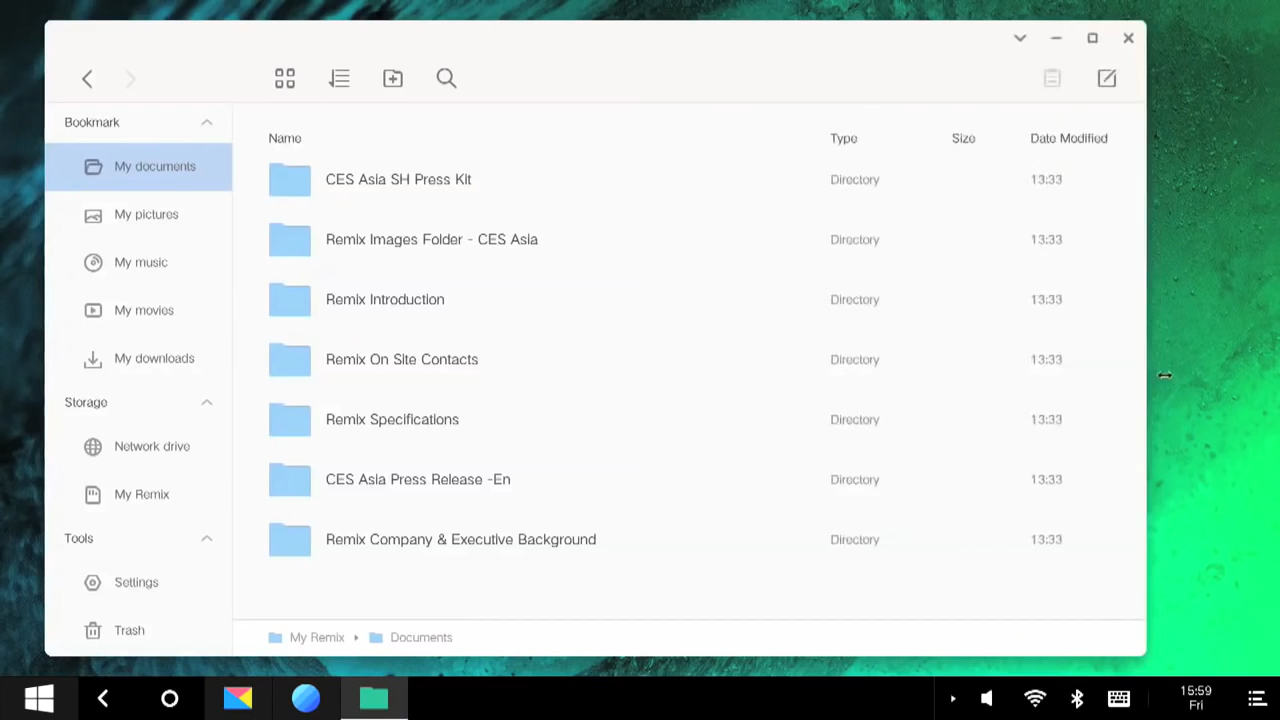 Bookmark
My documents
My pictures
My music
My movies
My downloads
Storage
Network drive
My Remix
Tools
Settings
Trash
Name Type Size Date Modified
CES Asia SH Press Kit Directory 13:33
Remix Images Folder - CES Asia Directory 13:33
Remix Introduction Directory 13:33
Remix On Site Contacts Directory 13:33
Remix Specifications Directory 13:33
CES Asia Press Release -En Directory 13:33
Remix Company & Executive Background Directory 13:33
My Remix Documents
15:59
Fri